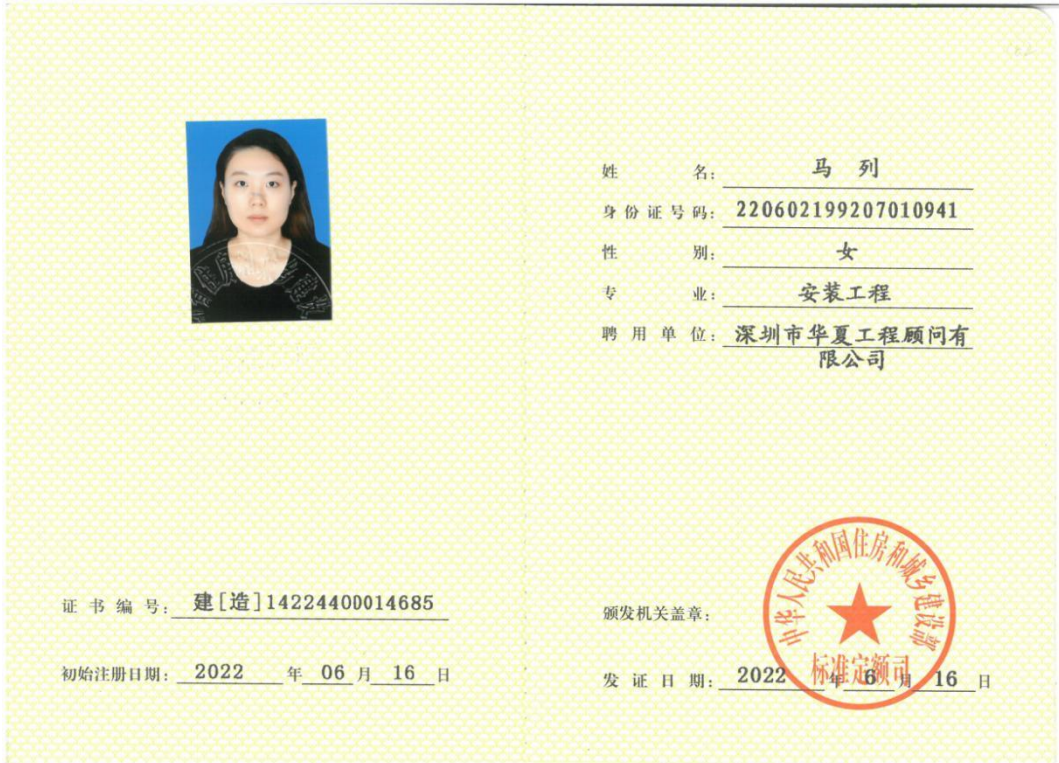 姓名：马列
身份证号码：220602199207010941
性别：女
专业：安装工程
聘用单位：深圳市华夏工程顾问有
限公司
证书编号：建[造]14224400014685
初始注册日期：2022年06月16日
颁发机关盖章：
中华人民共和国住房和城乡建设部
标准定额司
发证日期：2022年6月16日